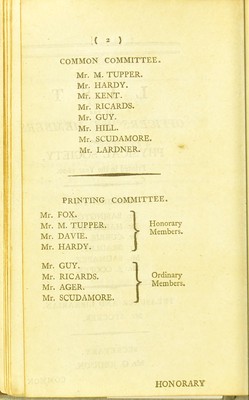 ( 2 )
COMMON COMMITTEE.
Mr. M. TUPPER.
Mr. HARDY.
Mr. KENT.
Mr. RICARDS.
Mr. GUY.
Mr. HILL.
Mr. SCUDAMORE.
Mr. LARDNER.
PRINTING COMMITTEE.
Mr. FOX.
Mr. M. TUPPER.
Mr. DAVIE.
Mr. HARDY.
Honorary
Members.
Mr. GUY.
Mr. RICARDS.
Mr. AGER.
Mr. SCUDAMORE.
Ordinary
Members.
HONORARY